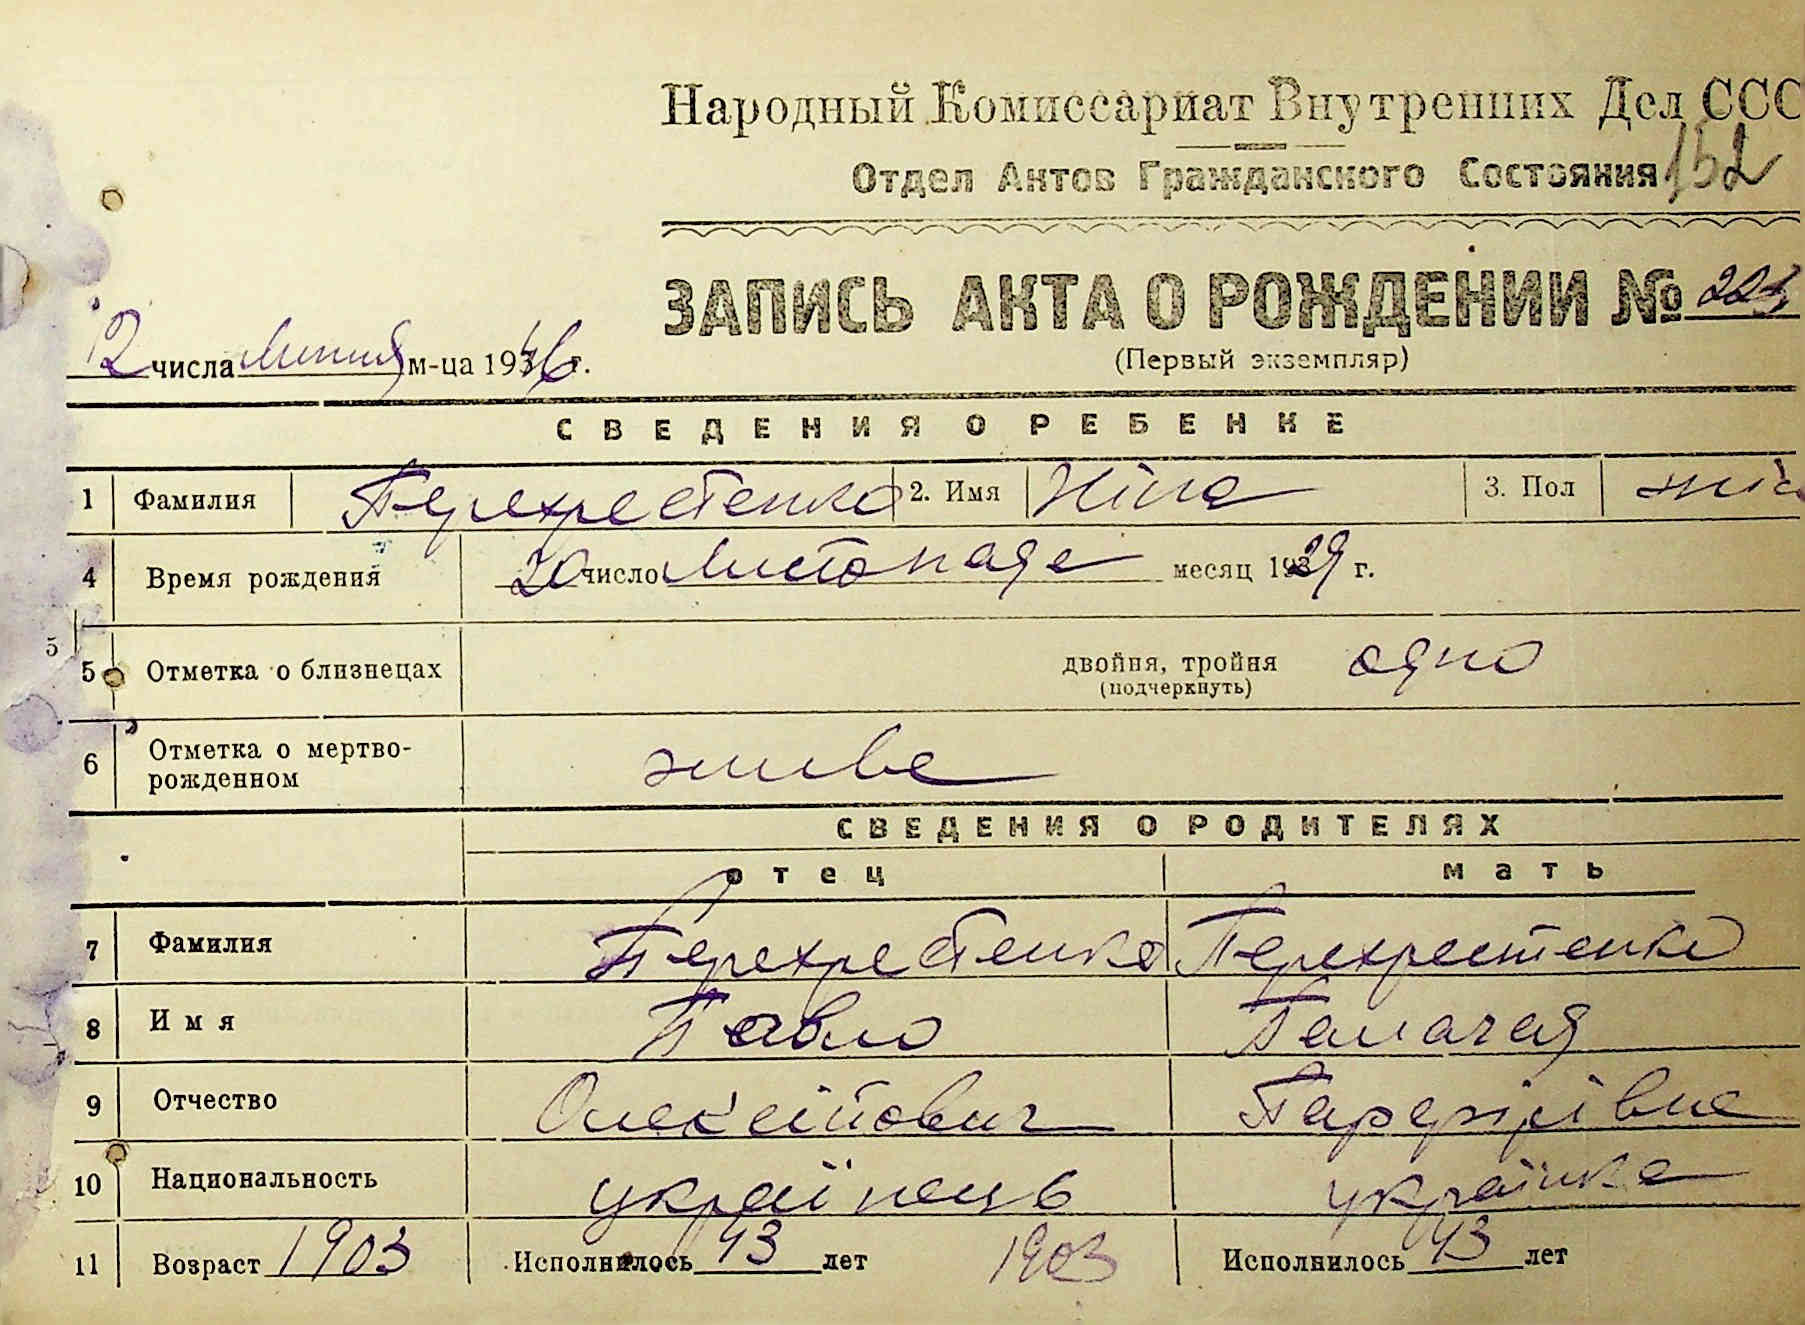 Народный Комиссариат Внутренних Дел ССС
Отдел Актов Гражданского Состояния 152
ЗАПИСЬ АКТА О РОЖДЕНИИ №
(Первый экземпляр)
12 числа Липня м-ца 1946 г.
СВЕДЕНИЯ О РЕБЕНКЕ
1 Фамилия Перехрестенко 2. Имя Ніна 3. Пол
4 Время рождения 20 число Листопада месяц 1929 г.
5
5 Отметка о близнецах двойня, тройня одно
(подчеркнуть)
6 Отметка о мертво-
рожденном живе
СВЕДЕНИЯ О РОДИТЕЛЯХ
отец мать
7 Фамилия Перехрестенко Перехрестенко
8 Имя Павло
9 Отчество Олексійович
10 Национальность українець українка
11 Возраст 1903 Исполнилось 43 лет 1903 Исполнилось 43 лет